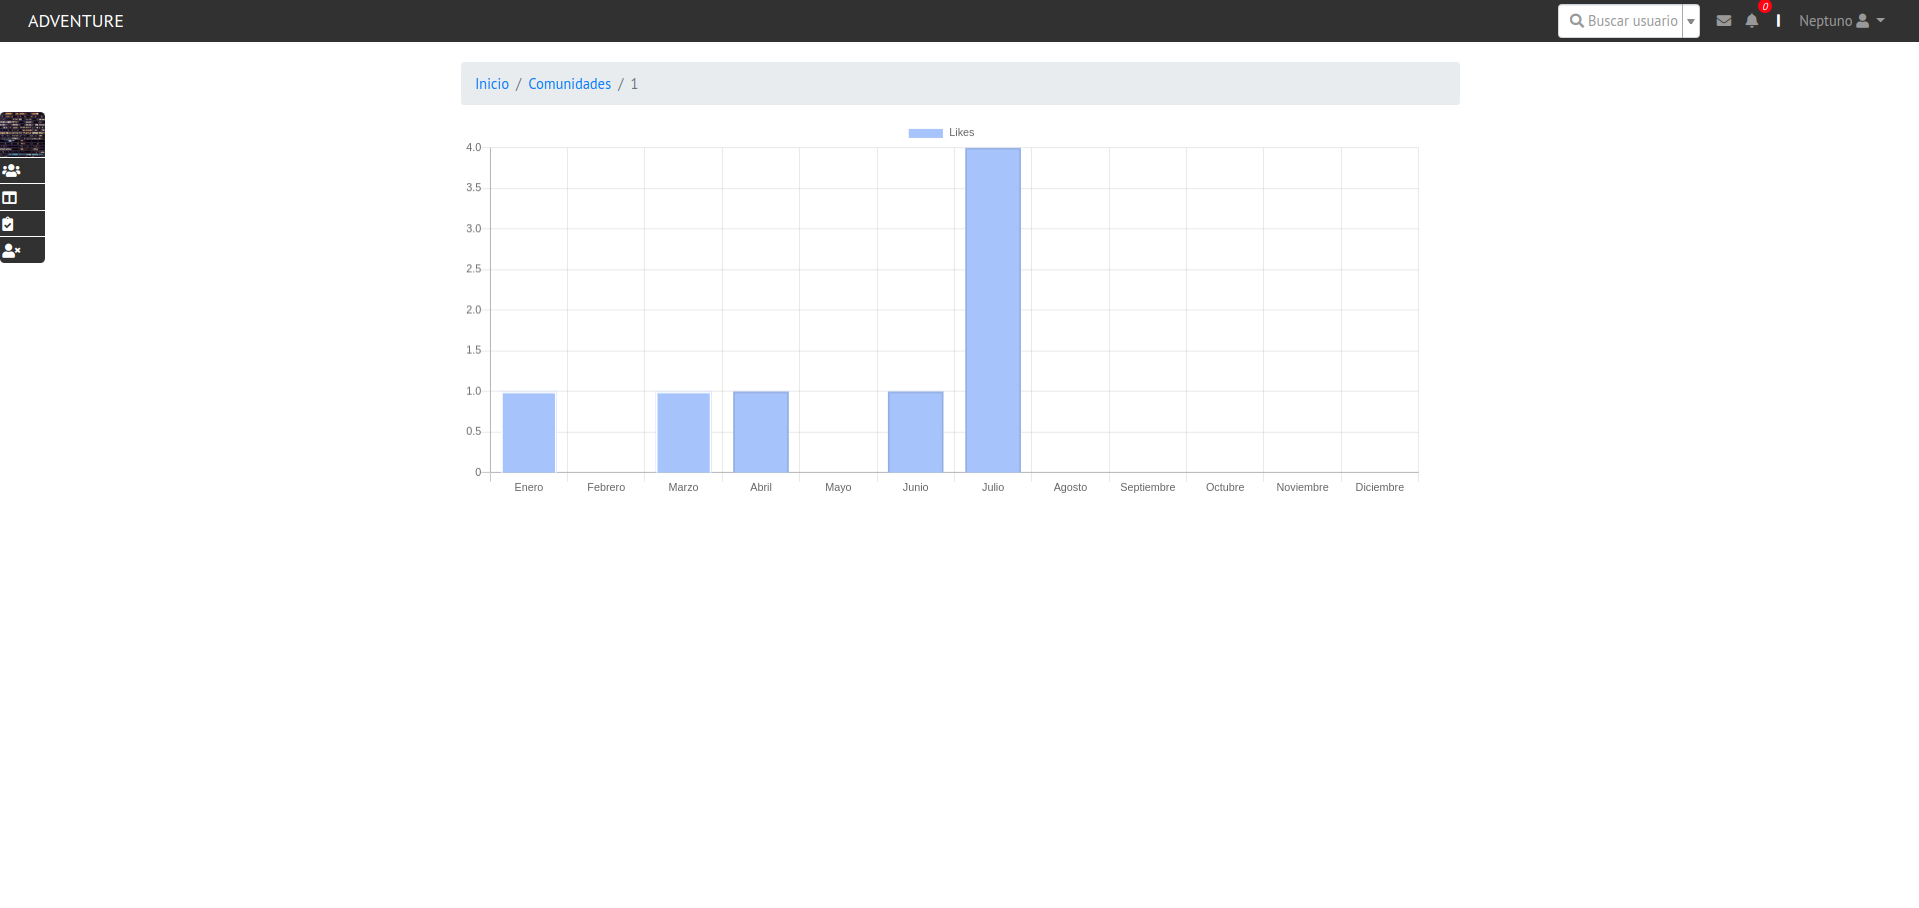 ADVENTURE
Buscar usuario
0
Neptuno
Inicio / Comunidades / 1
Likes
4.0
3.5
3.0
2.5
2.0
1.5
1.0
0.5
0
Enero Febrero Marzo Abril Mayo Junio Julio Agosto Septiembre Octubre Noviembre Diciembre